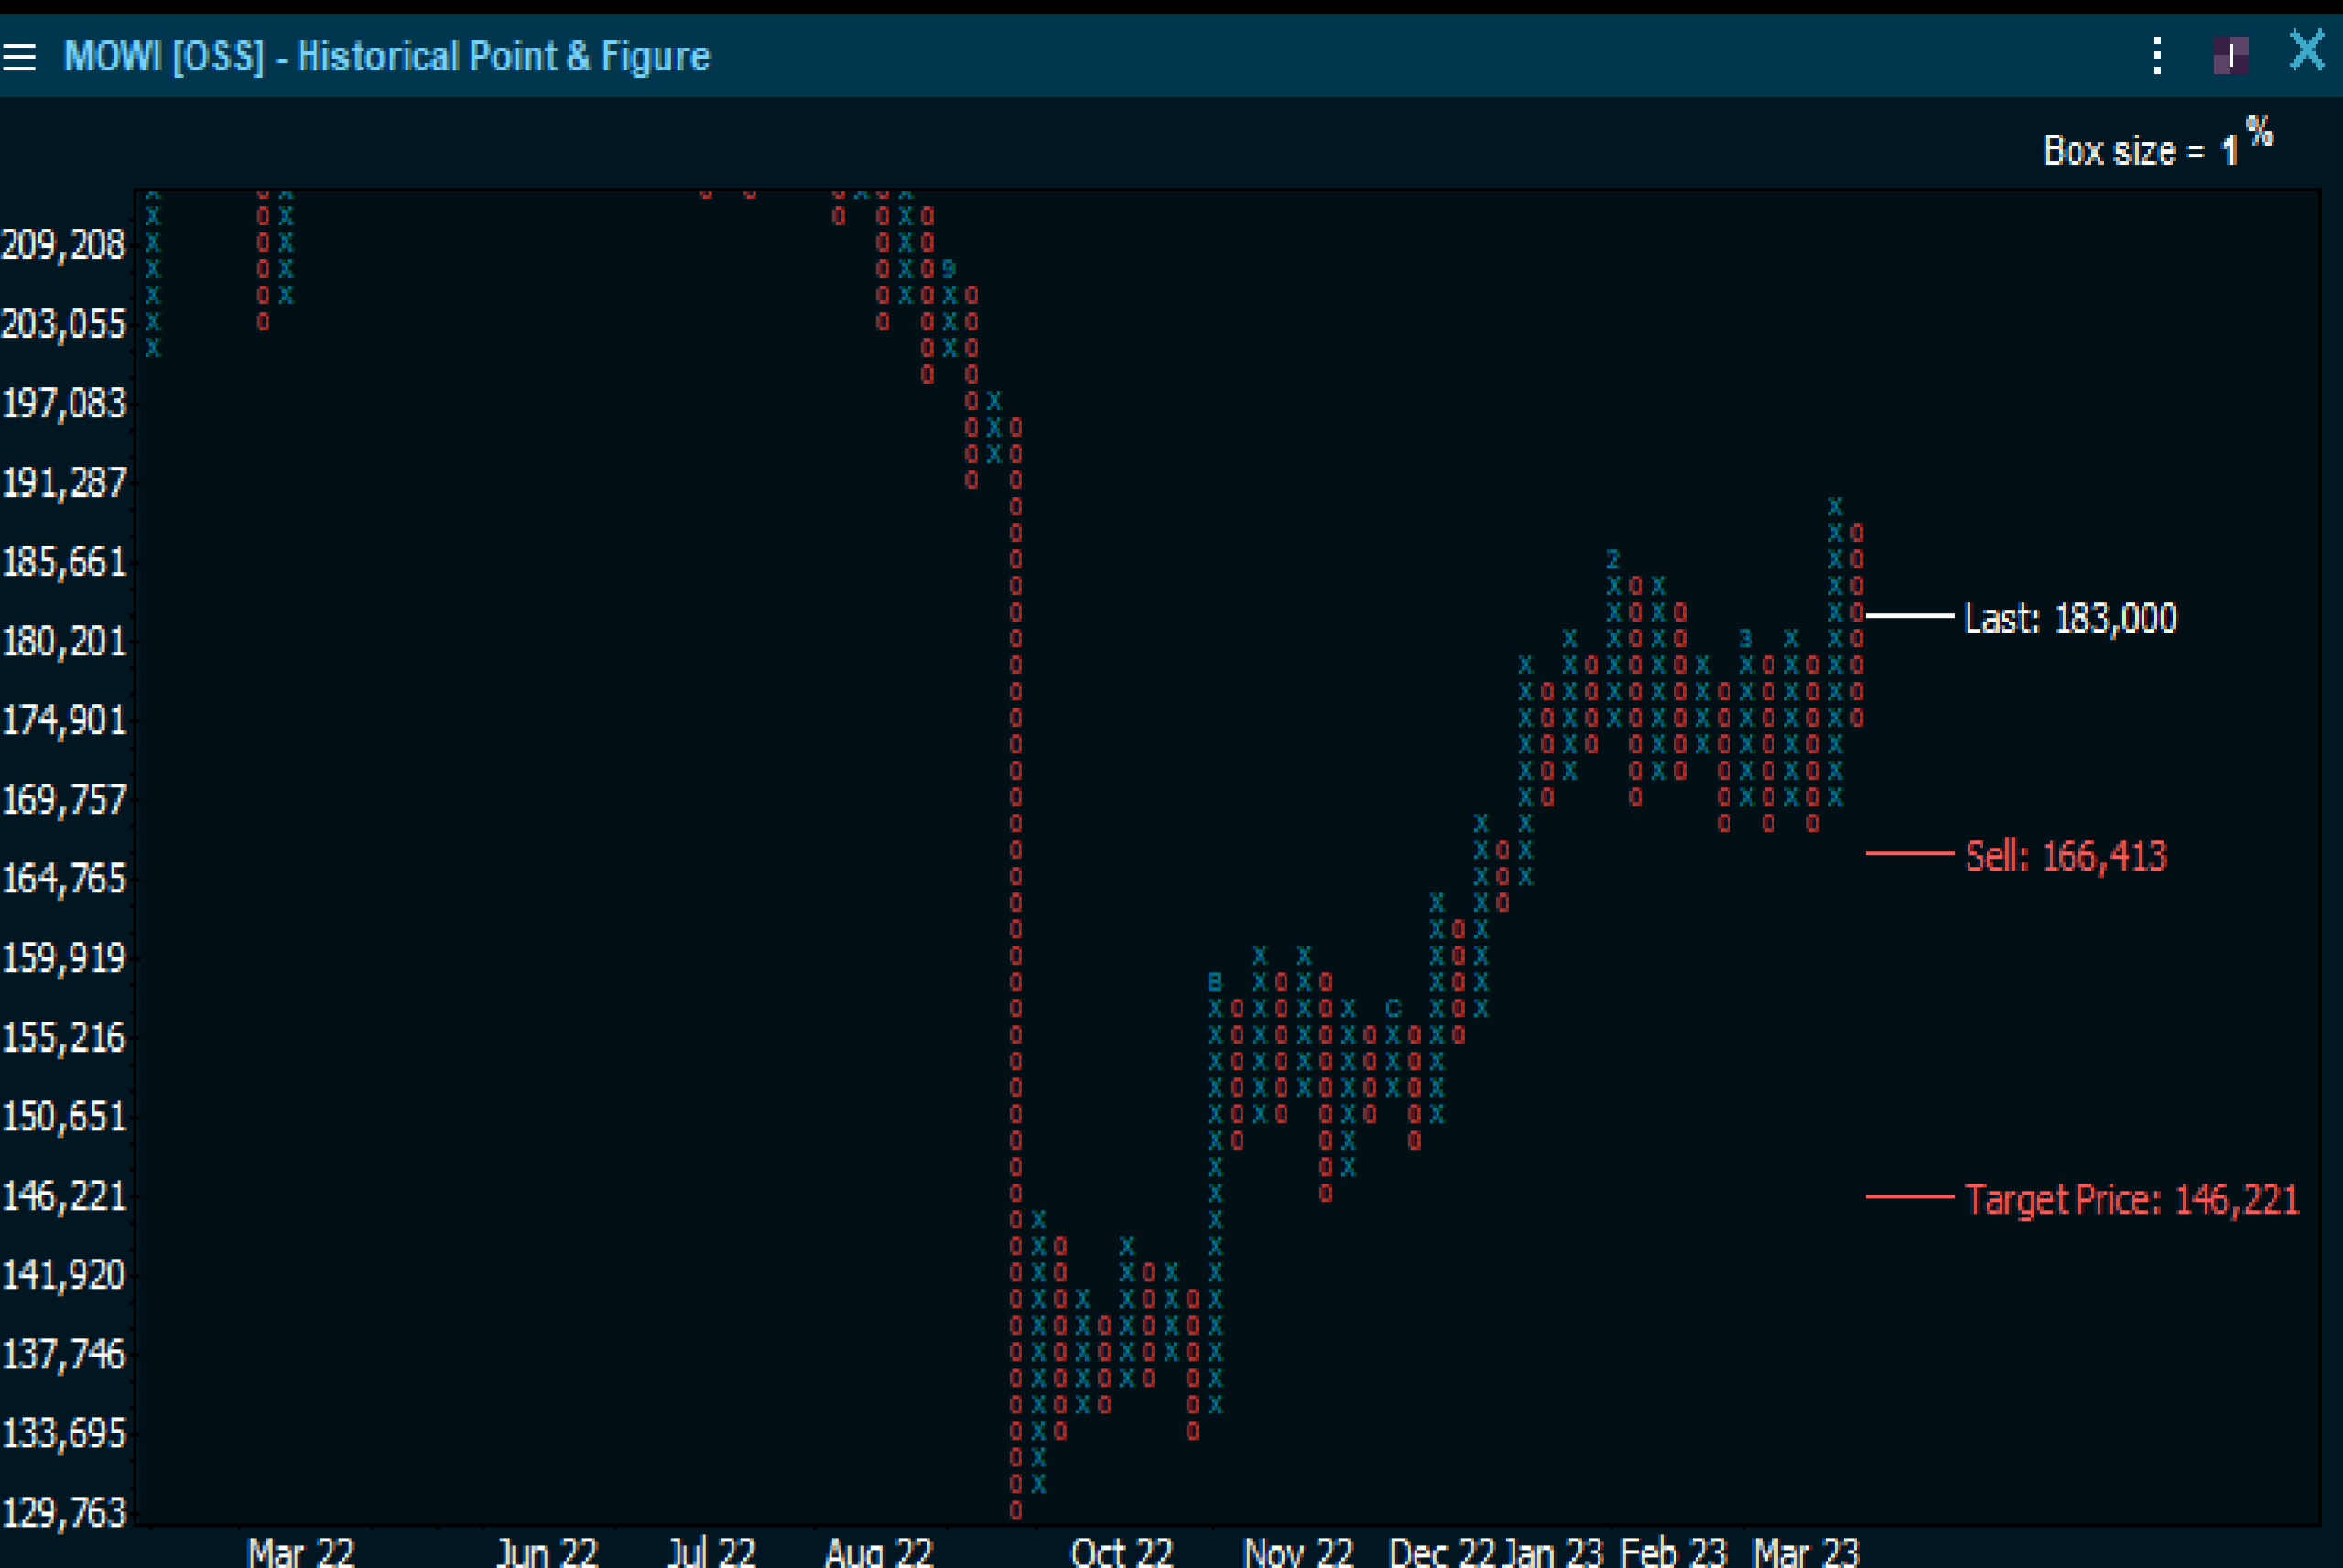 MOWI [OSS] - Historical Point & Figure
Box size = 1%
209,208
203,055
197,083
191,287
185,661
180,201
174,901
169,757
164,765
159,919
155,216
150,651
146,221
141,920
137,746
133,695
129,763
Last: 183,000
Sell: 166,413
Target Price: 146,221
Mar 22 Jun 22 Jul 22 Aug 22 Oct 22 Nov 22 Dec 22 Jan 23 Feb 23 Mar 23